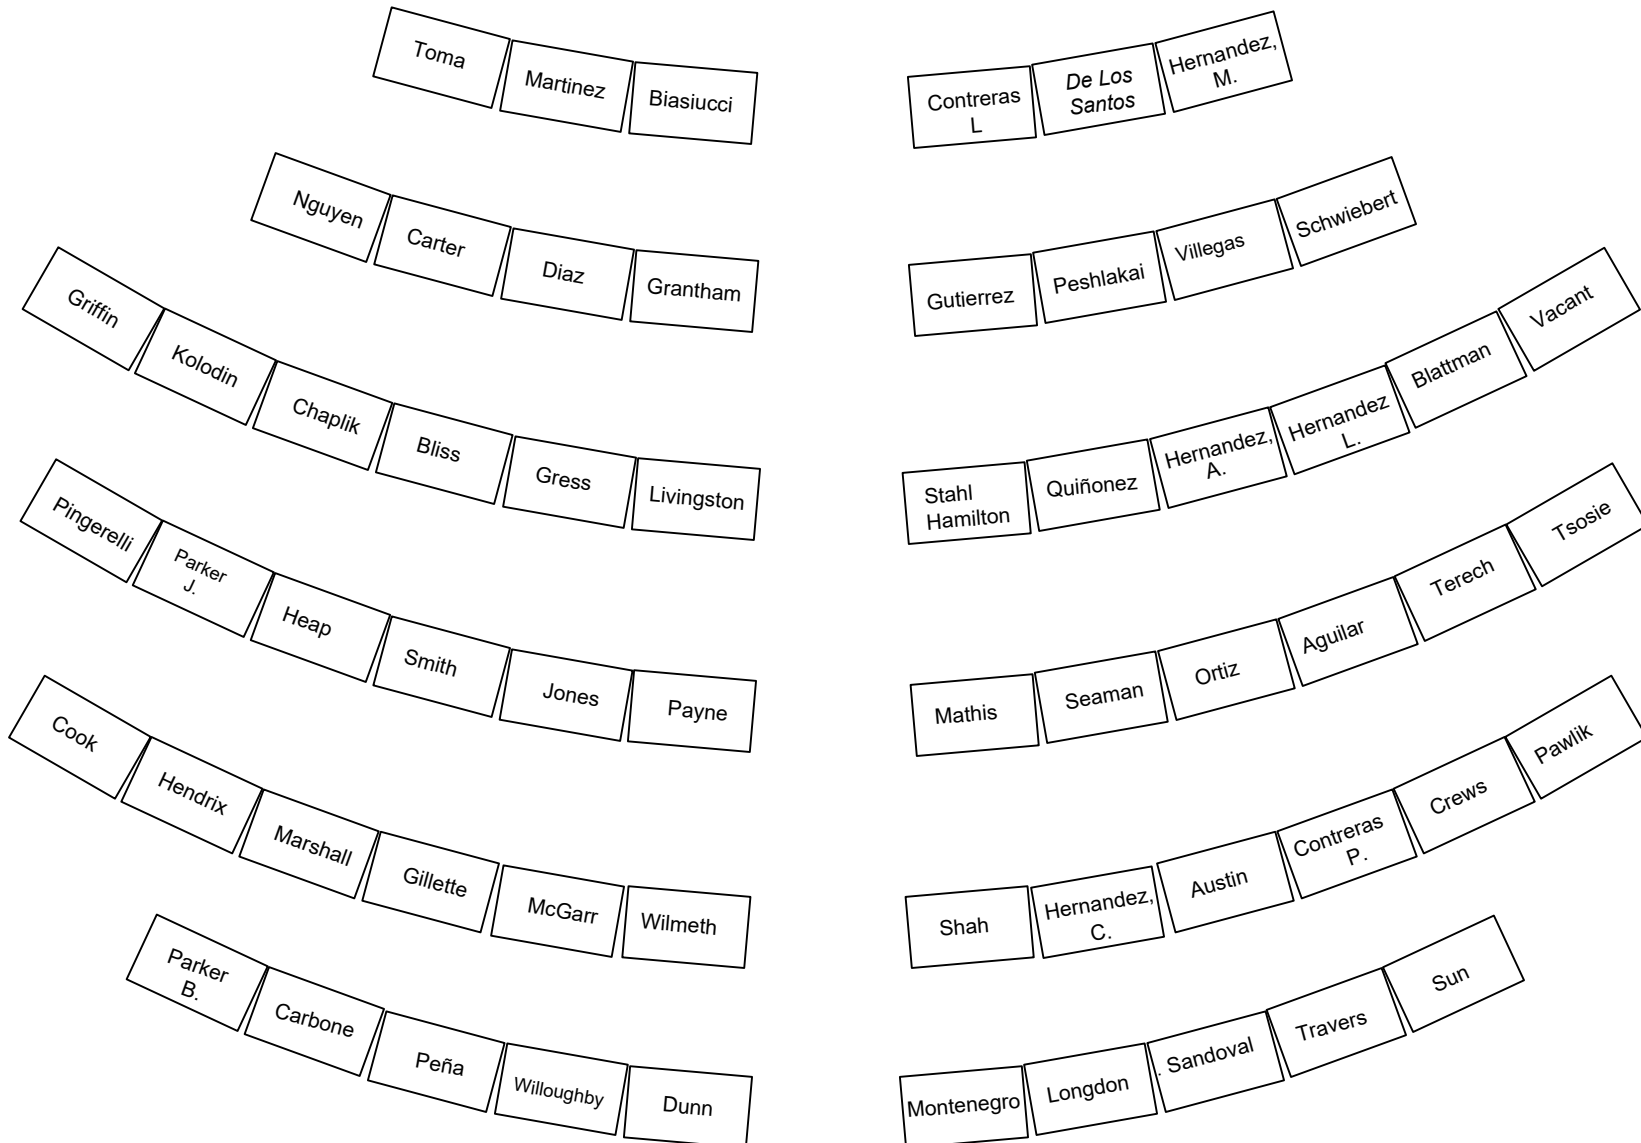 Toma
Martinez
Biasiucci
Contreras
L
De Los
Santos
Hernandez,
M.
Nguyen
Carter
Diaz
Grantham
Gutierrez
Peshlakai
Villegas
Schwiebert
Griffin
Kolodin
Chaplik
Bliss
Gress
Livingston
Stahl
Hamilton
Quiñonez
Hernandez,
A.
Hernandez
L.
Blattman
Vacant
Pingerelli
Parker
J.
Heap
Smith
Jones
Payne
Mathis
Seaman
Ortiz
Aguilar
Terech
Tsosie
Cook
Hendrix
Marshall
Gillette
McGarr
Wilmeth
Shah
Hernandez,
C.
Austin
Contreras
P.
Crews
Pawlik
Parker
B.
Carbone
Peña
Willoughby
Dunn
Montenegro
Longdon
. Sandoval
Travers
Sun